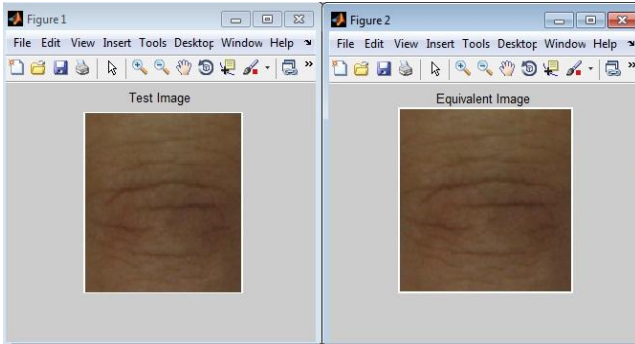 Figure 1
File Edit View Insert Tools Desktop Window Help
Test Image
Figure 2
File Edit View Insert Tools Desktop Window Help
Equivalent Image